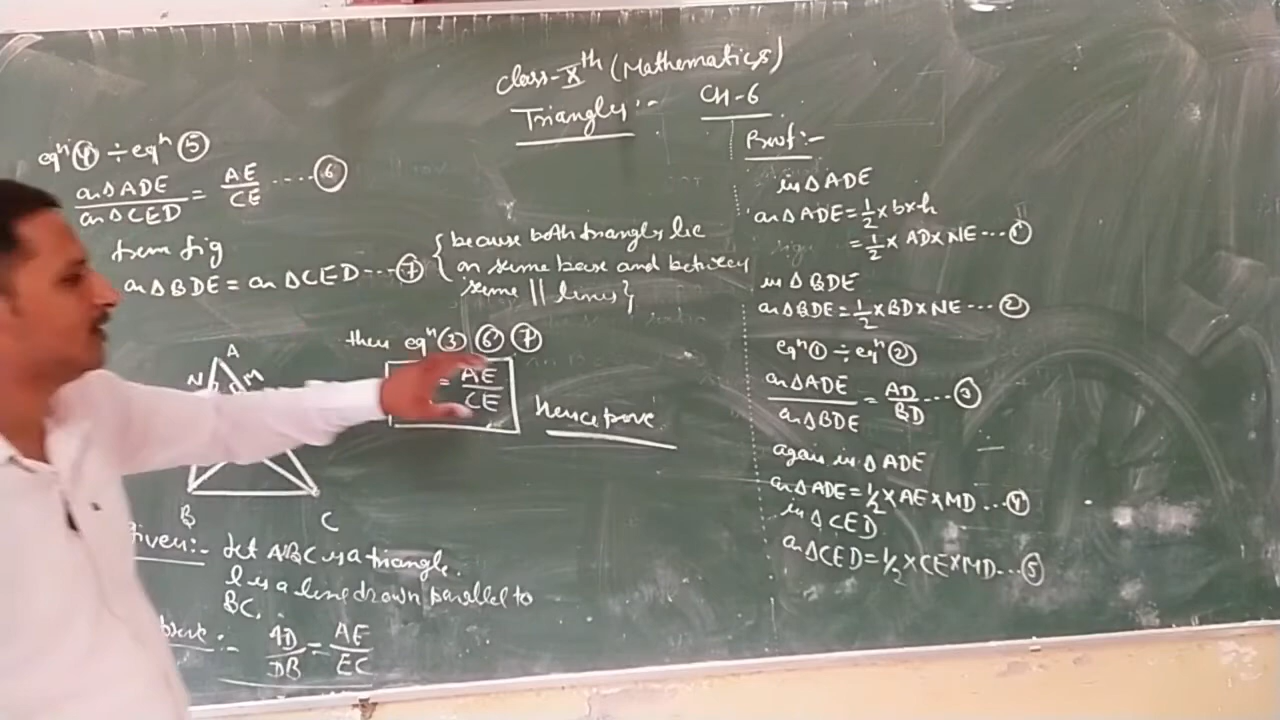 Class-Xth (Mathematics)
Triangles:- CH-6
eqn (4) ÷ eqn (5)
ar△ADE/ar△CED = AE/CE ....(6)
from fig
ar△BDE = ar△CED ...(7)
{because both triangles lie
on same base and between
same || lines}
then eqn (3) (6) (7)
= AE/CE
hence prove
A
N
M
B
C
Given:- Let ABC is a triangle.
l is a line drawn parallel to
BC.
:- AD/DB = AE/EC
Proof:-
in △ADE
ar△ADE = 1/2 × b × h
= 1/2 × AD × NE ...(1)
in △BDE
ar△BDE = 1/2 × BD × NE ...(2)
eqn (1) ÷ eqn (2)
ar△ADE/ar△BDE = AD/BD ....(3)
again in △ADE
ar△ADE = 1/2 × AE × MD ...(4)
in △CED
ar△CED = 1/2 × CE × MD ...(5)